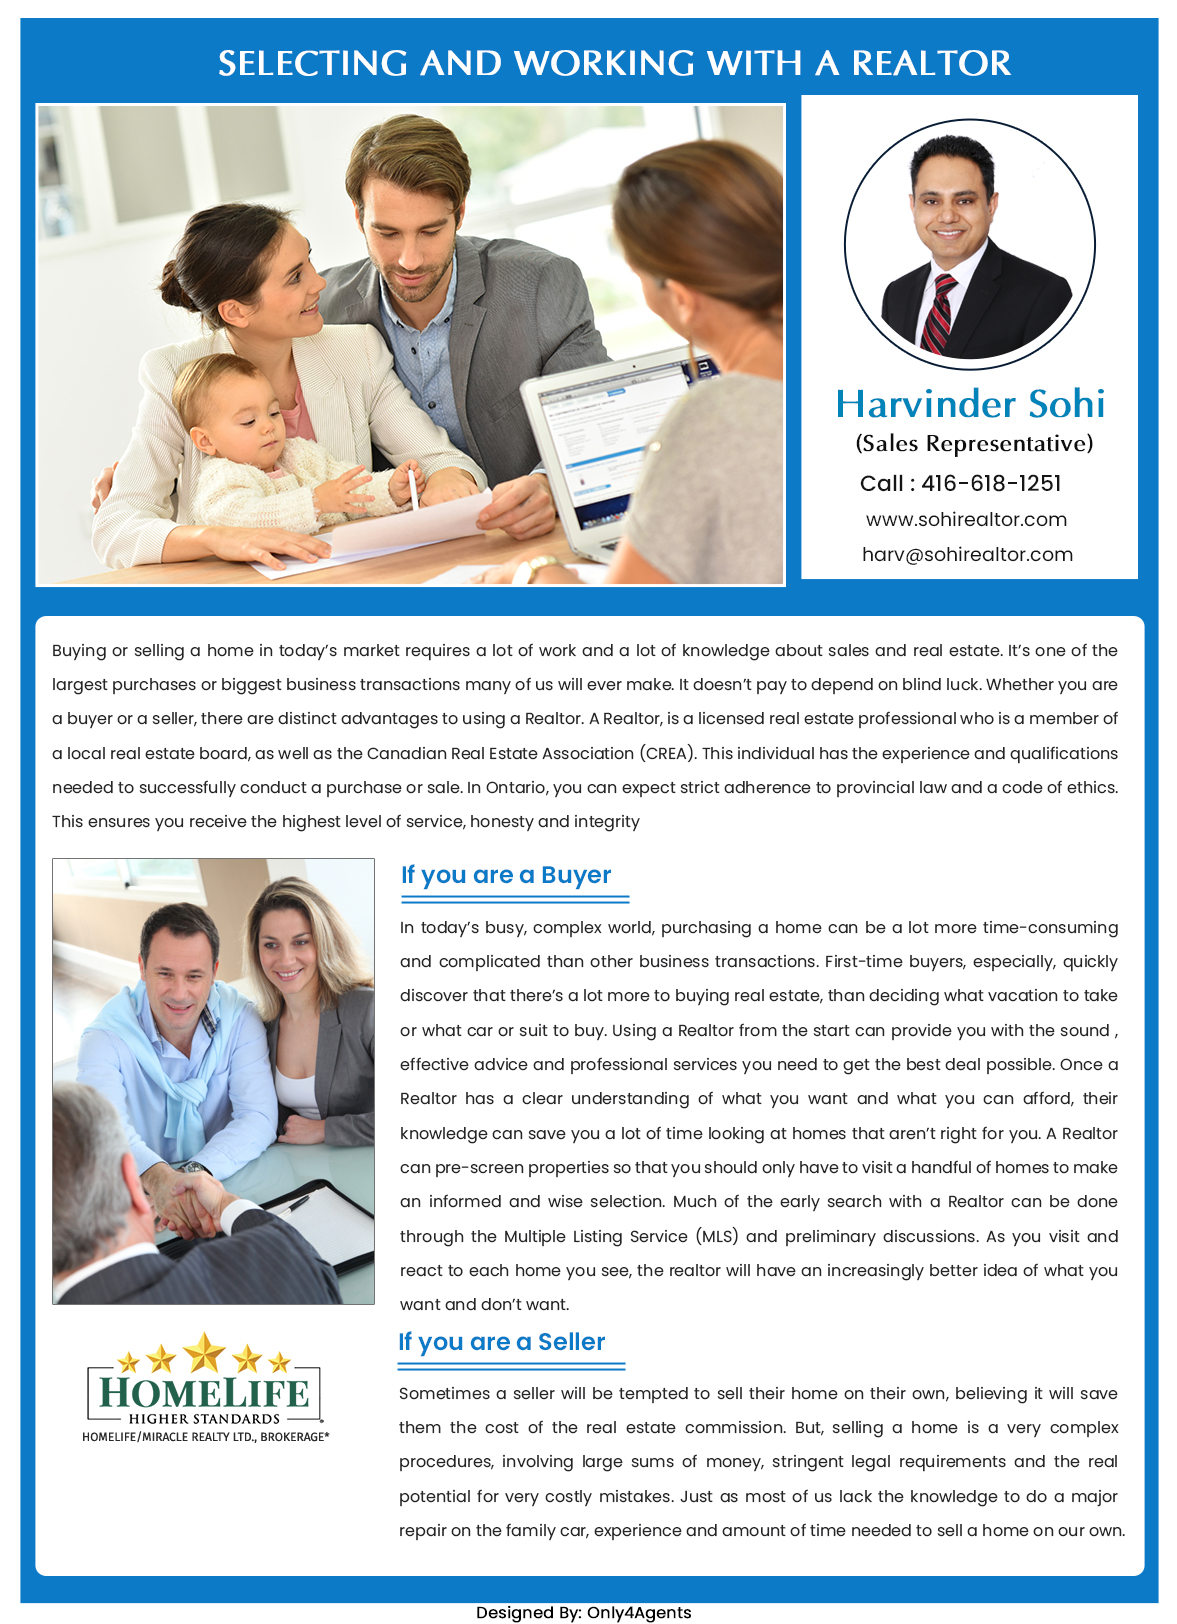 SELECTING AND WORKING WITH A REALTOR
Harvinder Sohi
(Sales Representative)
Call : 416-618-1251
www.sohirealtor.com
harv@sohirealtor.com
Buying or selling a home in today’s market requires a lot of work and a lot of knowledge about sales and real estate. It’s one of the
largest purchases or biggest business transactions many of us will ever make. It doesn’t pay to depend on blind luck. Whether you are
a buyer or a seller, there are distinct advantages to using a Realtor. A Realtor, is a licensed real estate professional who is a member of
a local real estate board, as well as the Canadian Real Estate Association (CREA). This individual has the experience and qualifications
needed to successfully conduct a purchase or sale. In Ontario, you can expect strict adherence to provincial law and a code of ethics.
This ensures you receive the highest level of service, honesty and integrity
If you are a Buyer
In today’s busy, complex world, purchasing a home can be a lot more time-consuming
and complicated than other business transactions. First-time buyers, especially, quickly
discover that there’s a lot more to buying real estate, than deciding what vacation to take
or what car or suit to buy. Using a Realtor from the start can provide you with the sound ,
effective advice and professional services you need to get the best deal possible. Once a
Realtor has a clear understanding of what you want and what you can afford, their
knowledge can save you a lot of time looking at homes that aren’t right for you. A Realtor
can pre-screen properties so that you should only have to visit a handful of homes to make
an informed and wise selection. Much of the early search with a Realtor can be done
through the Multiple Listing Service (MLS) and preliminary discussions. As you visit and
react to each home you see, the realtor will have an increasingly better idea of what you
want and don’t want.
HOMELIFE
HIGHER STANDARDS
HOMELIFE/MIRACLE REALTY LTD., BROKERAGE*
If you are a Seller
Sometimes a seller will be tempted to sell their home on their own, believing it will save
them the cost of the real estate commission. But, selling a home is a very complex
procedures, involving large sums of money, stringent legal requirements and the real
potential for very costly mistakes. Just as most of us lack the knowledge to do a major
repair on the family car, experience and amount of time needed to sell a home on our own.
Designed By: Only4Agents